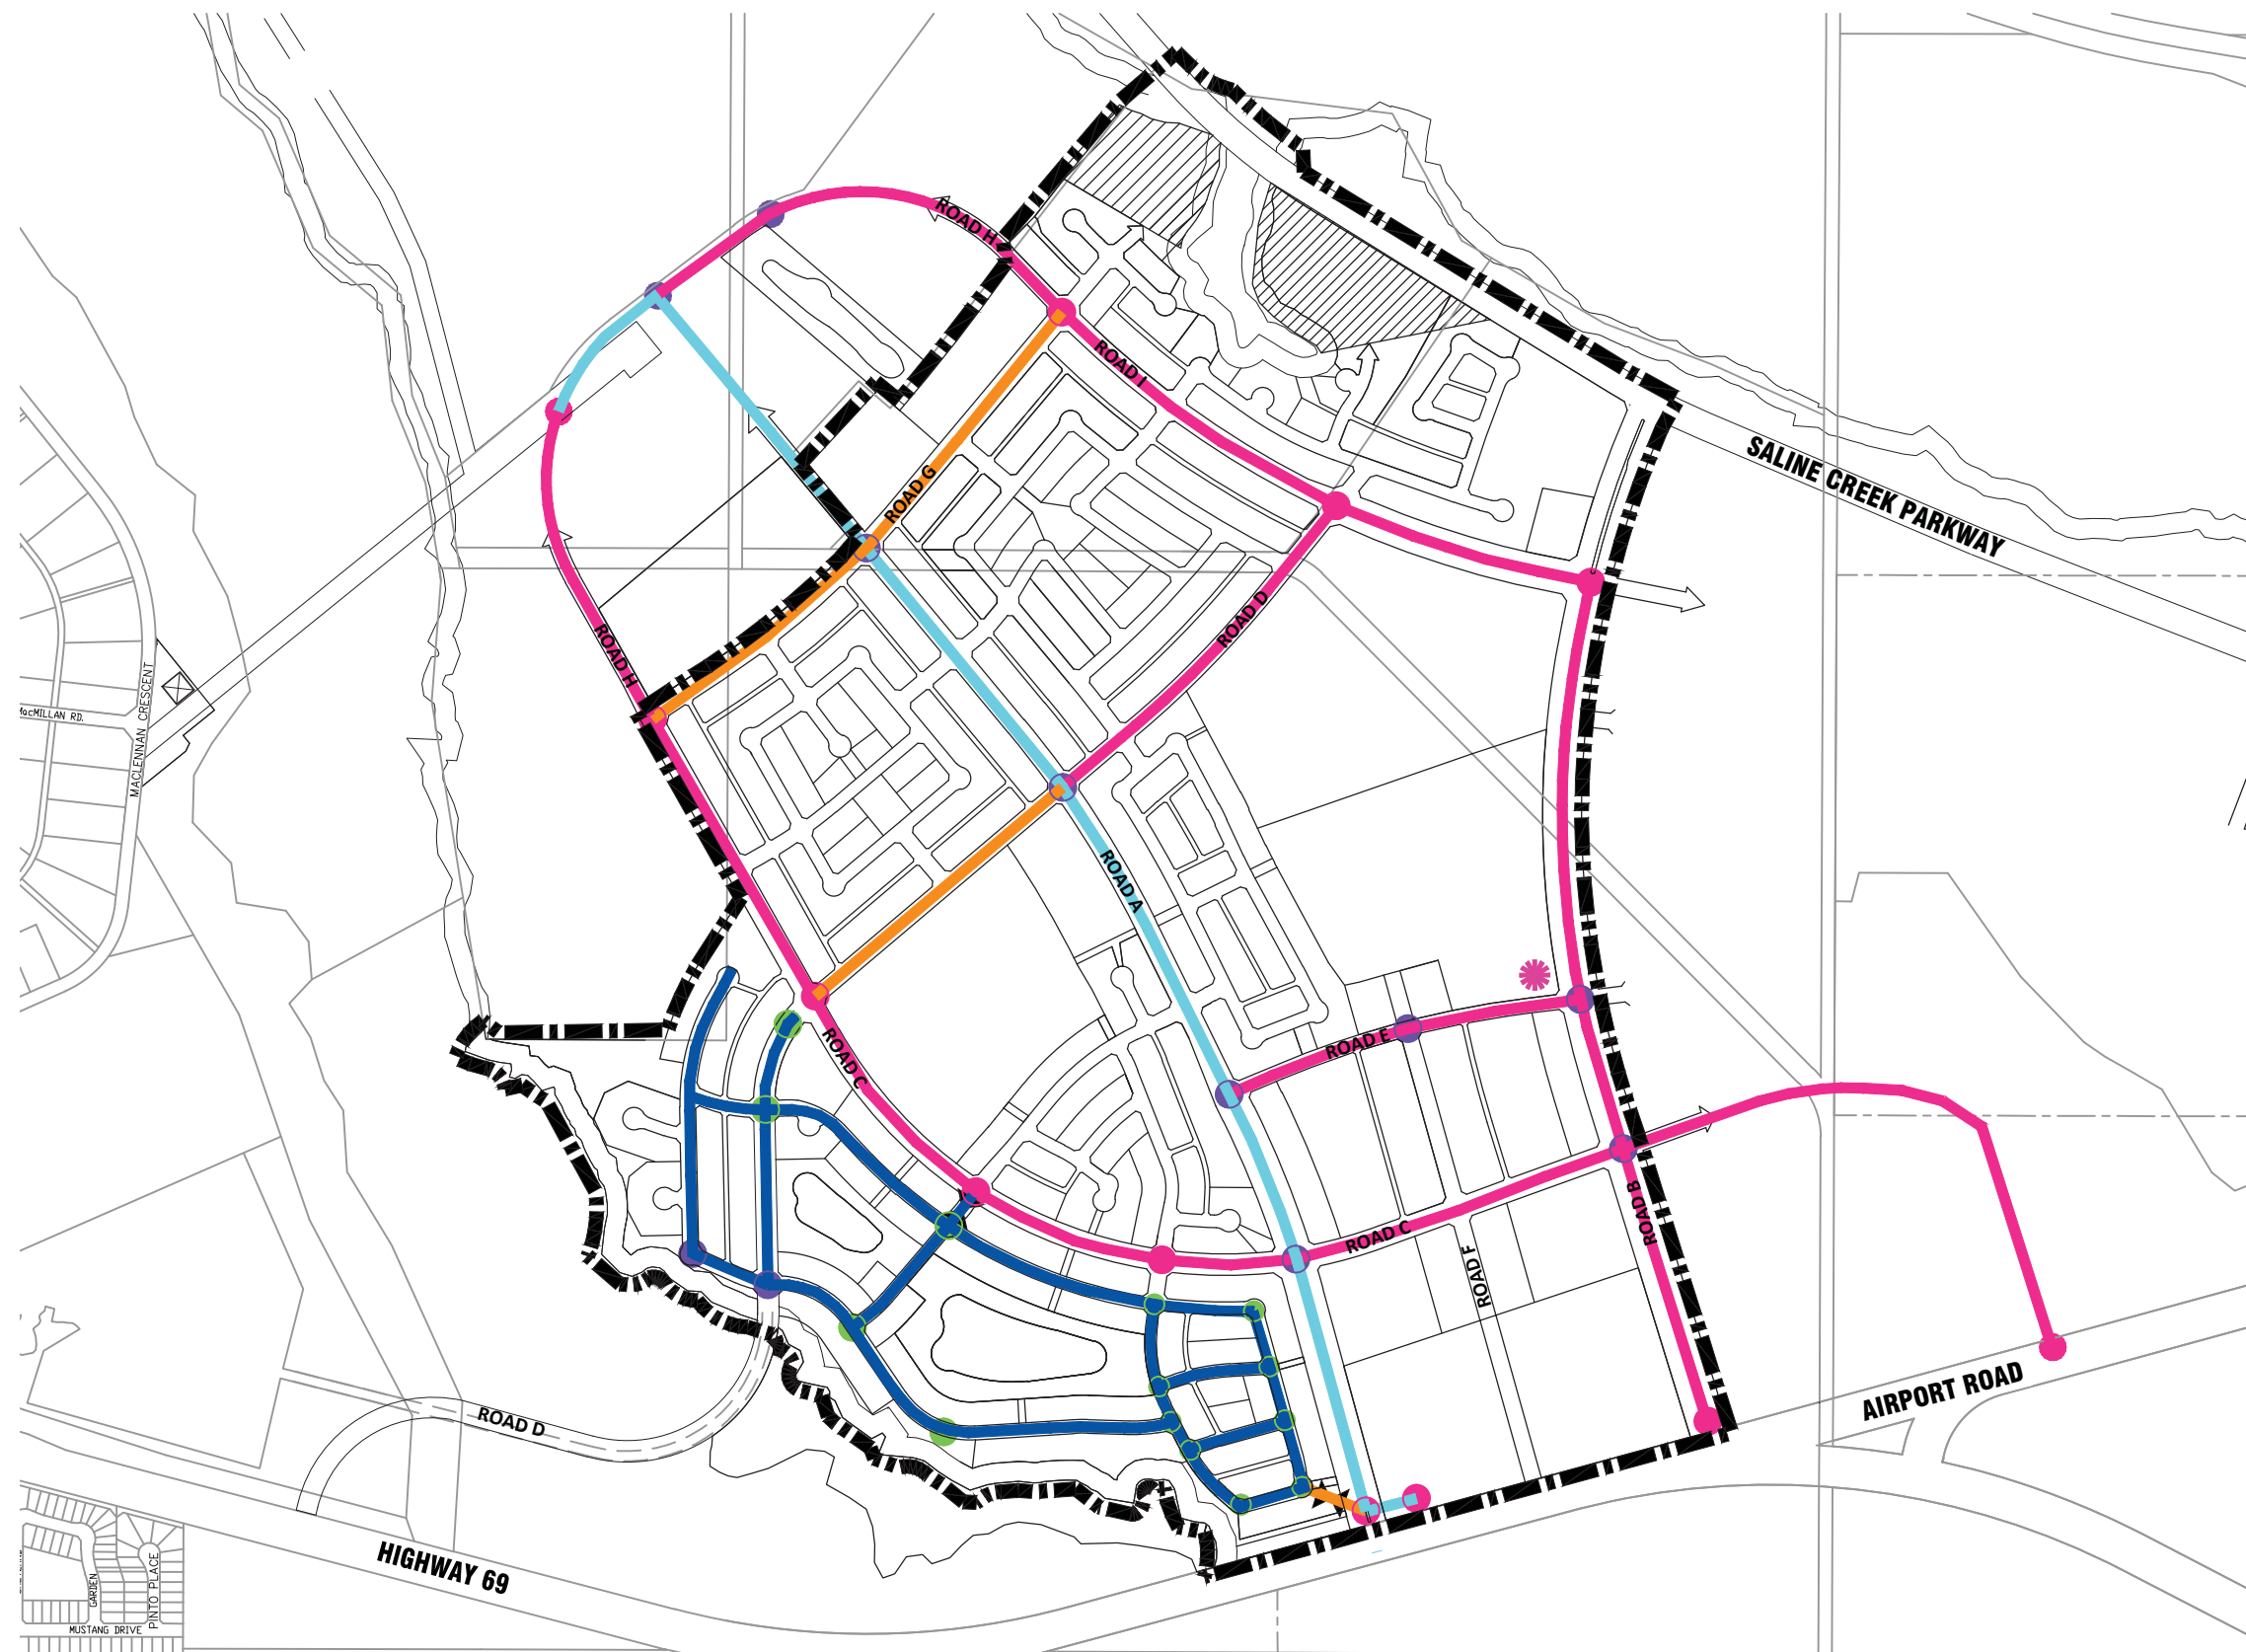 ROAD H
ROAD I
SALINE CREEK PARKWAY
ROAD G
ROAD D
ROAD H
MacMILLAN RD.
MACLENNAN CRESCENT
ROAD A
ROAD E
ROAD C
ROAD B
ROAD C
ROAD F
AIRPORT ROAD
ROAD D
HIGHWAY 69
GARDEN
PINTO PLACE
MUSTANG DRIVE